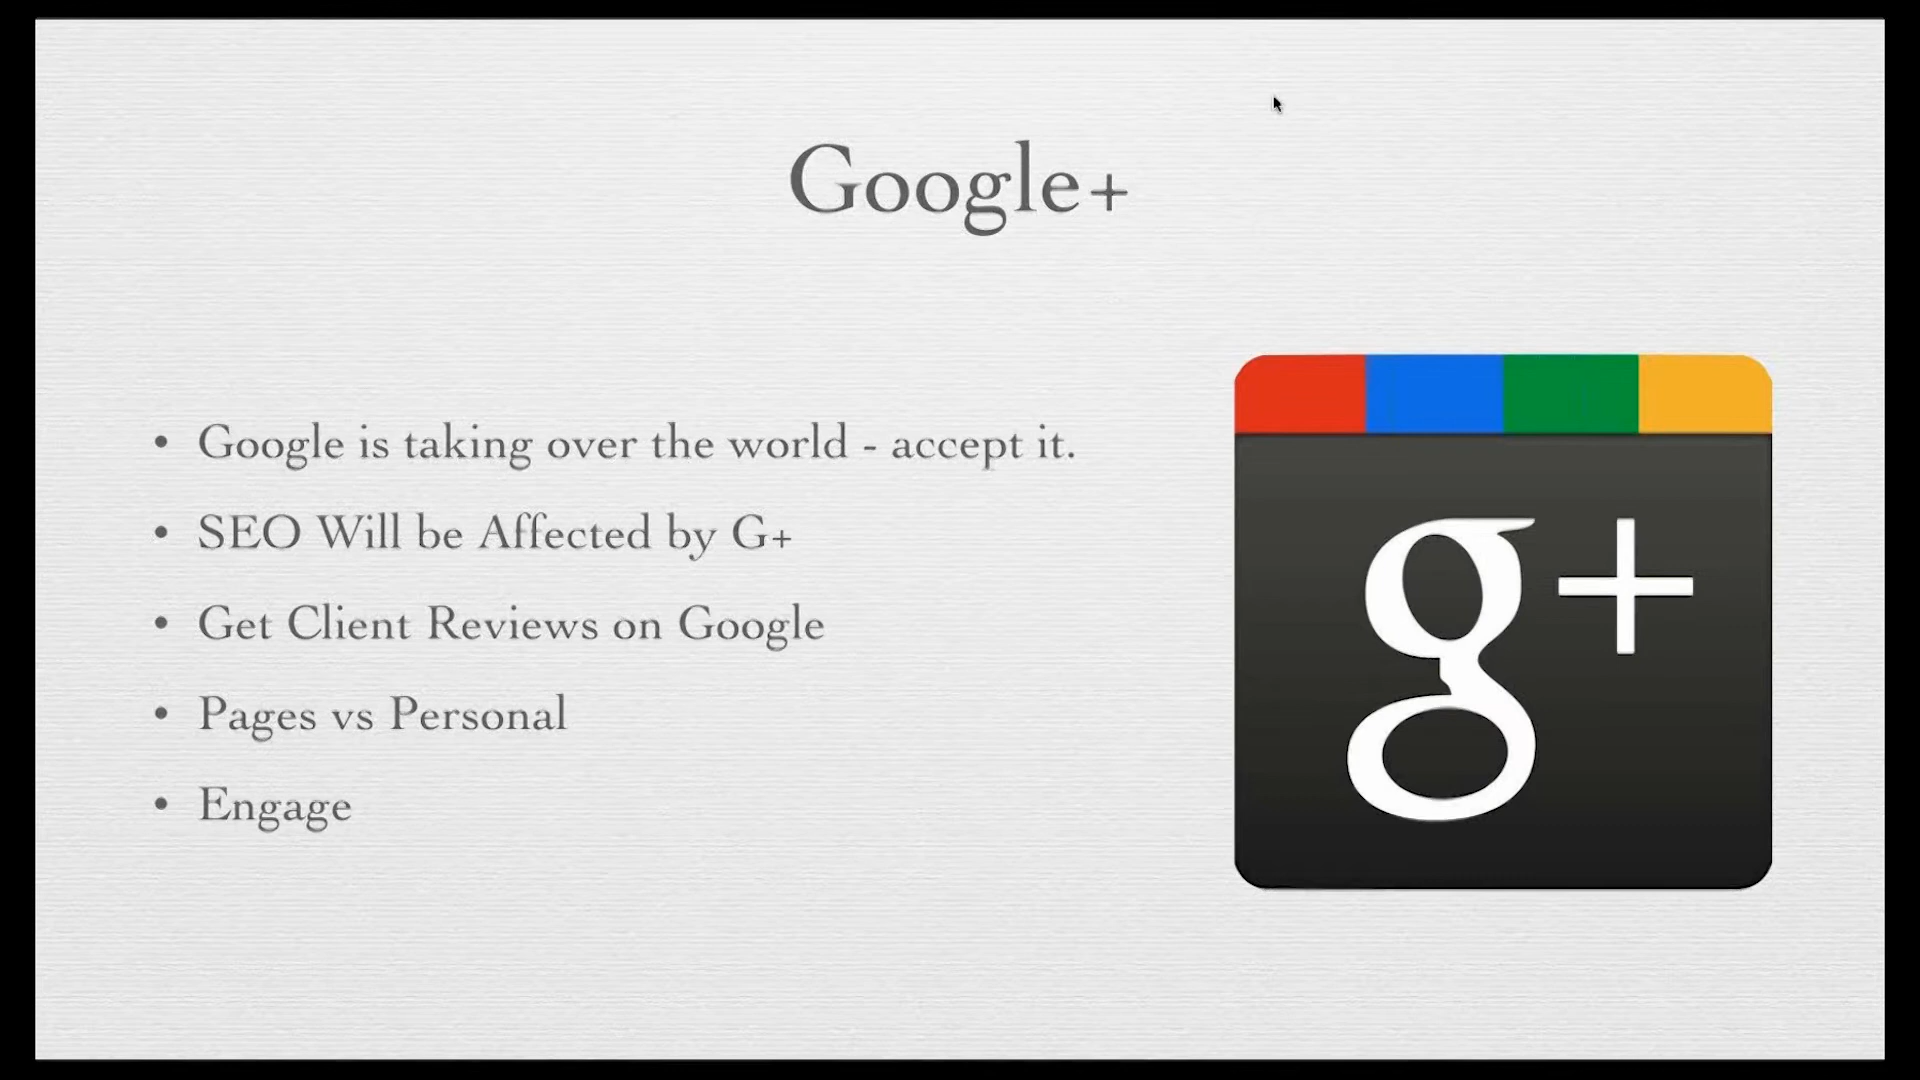 Google+
• Google is taking over the world - accept it.
• SEO Will be Affected by G+
• Get Client Reviews on Google
• Pages vs Personal
• Engage
g+